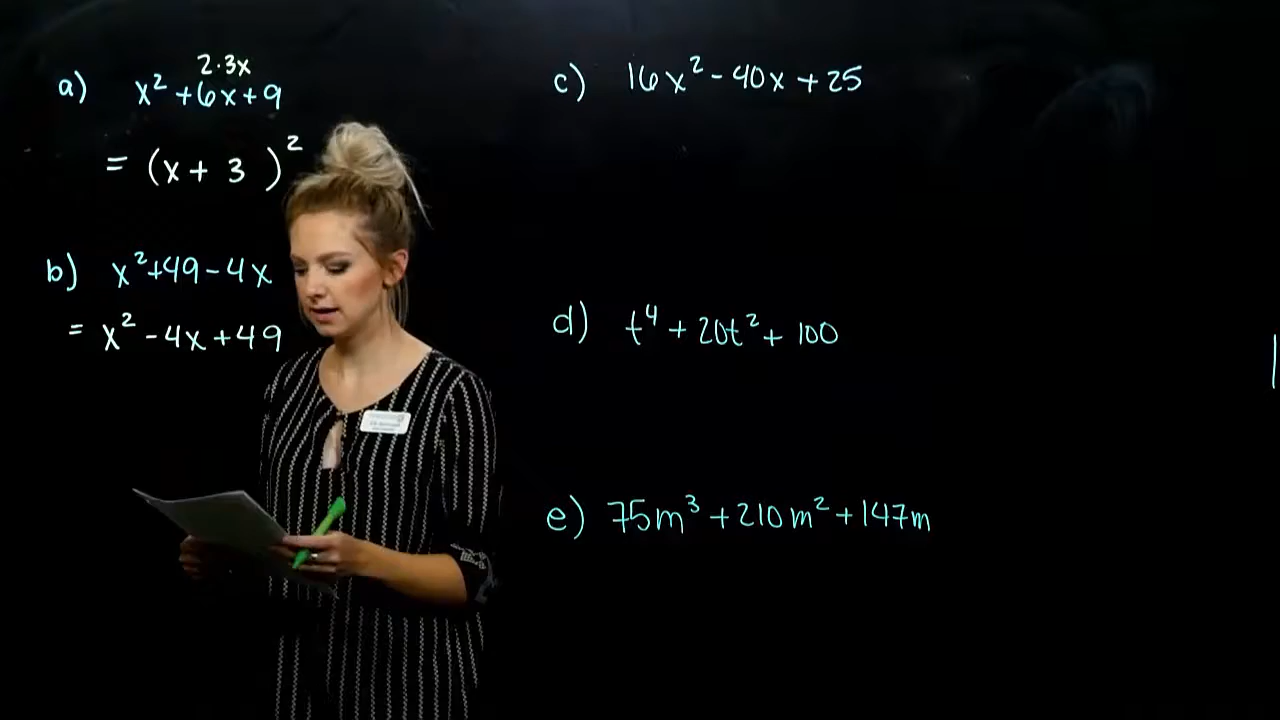 a) x² + 6x + 9
2·3x
= (x + 3 )²
b) x² + 49 - 4x
= x² - 4x + 49
c) 16x² - 40x + 25
d) t⁴ + 20t² + 100
e) 75m³ + 210m² + 147m